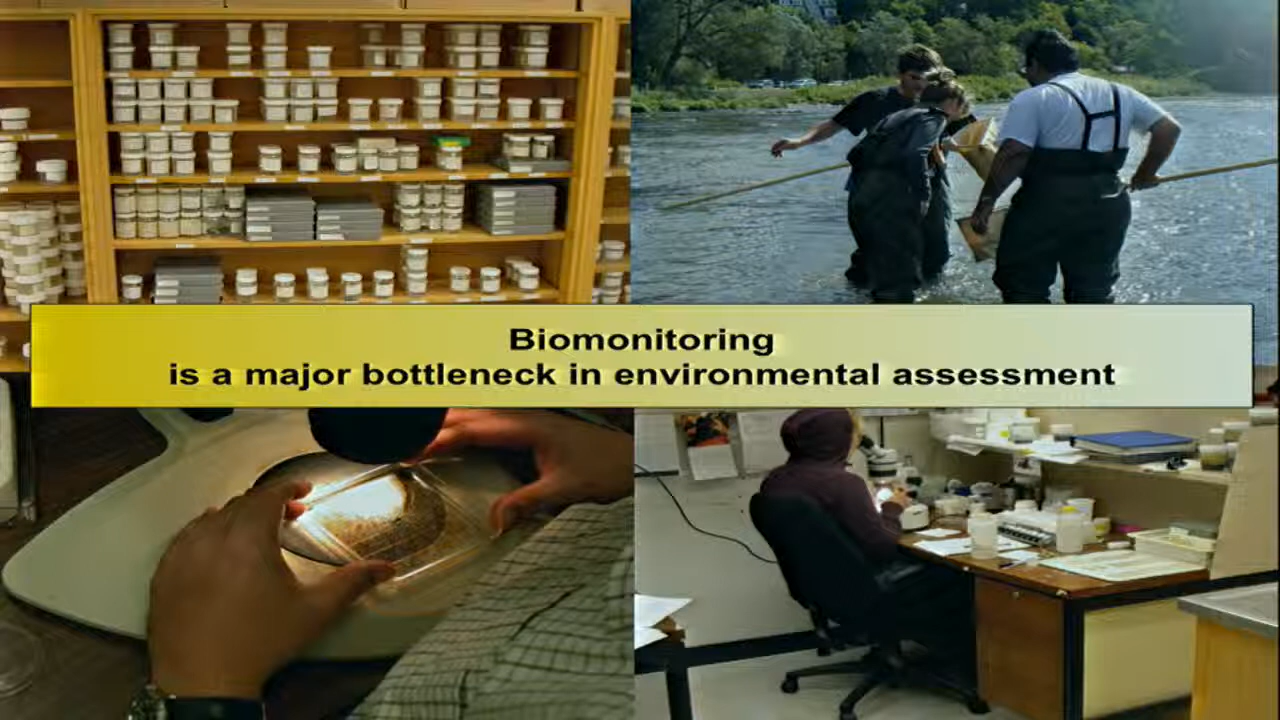 Biomonitoring
is a major bottleneck in environmental assessment